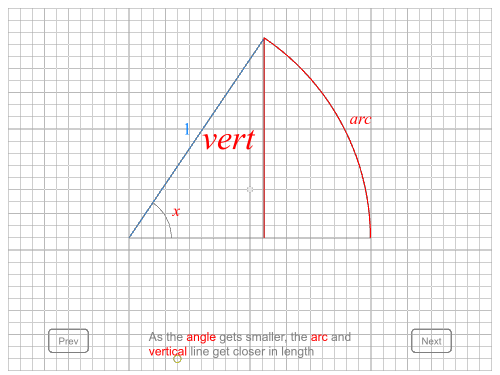 arc
1
vert
x
Prev
As the angle gets smaller, the arc and
vertical line get closer in length
Next